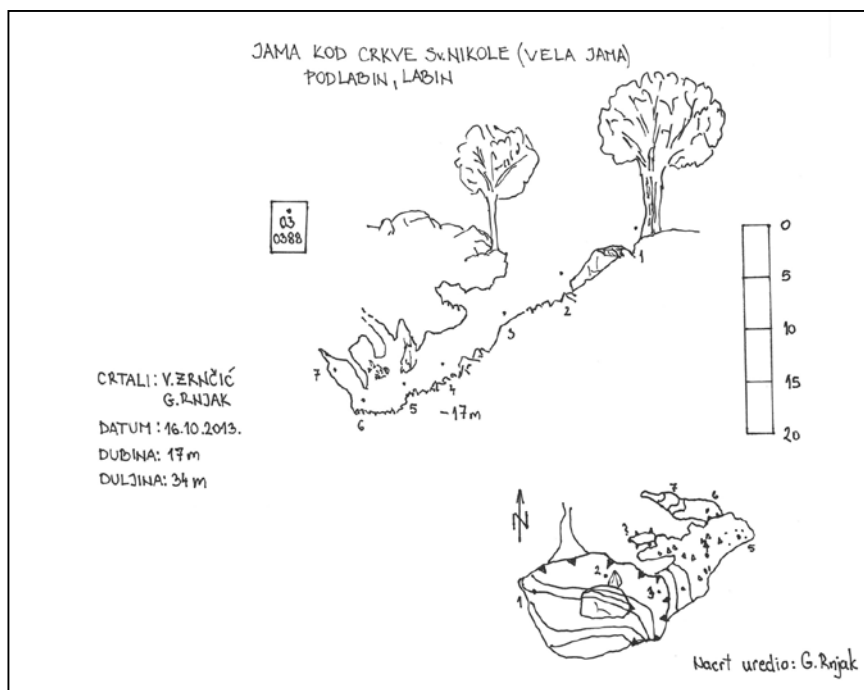 JAMA KOD CRKVE SV.NIKOLE (VELA JAMA)
PODLABIN, LABIN
03
0388
0
5
10
15
20
1
2
3
4
5
6
7
-17m
CRTALI: V.ZRNČIĆ
G.RNJAK
DATUM: 16.10.2013.
DUBINA: 17m
DULJINA: 34m
N
7
6
?
5
2
3
1
Nacrt uredio: G.Rnjak